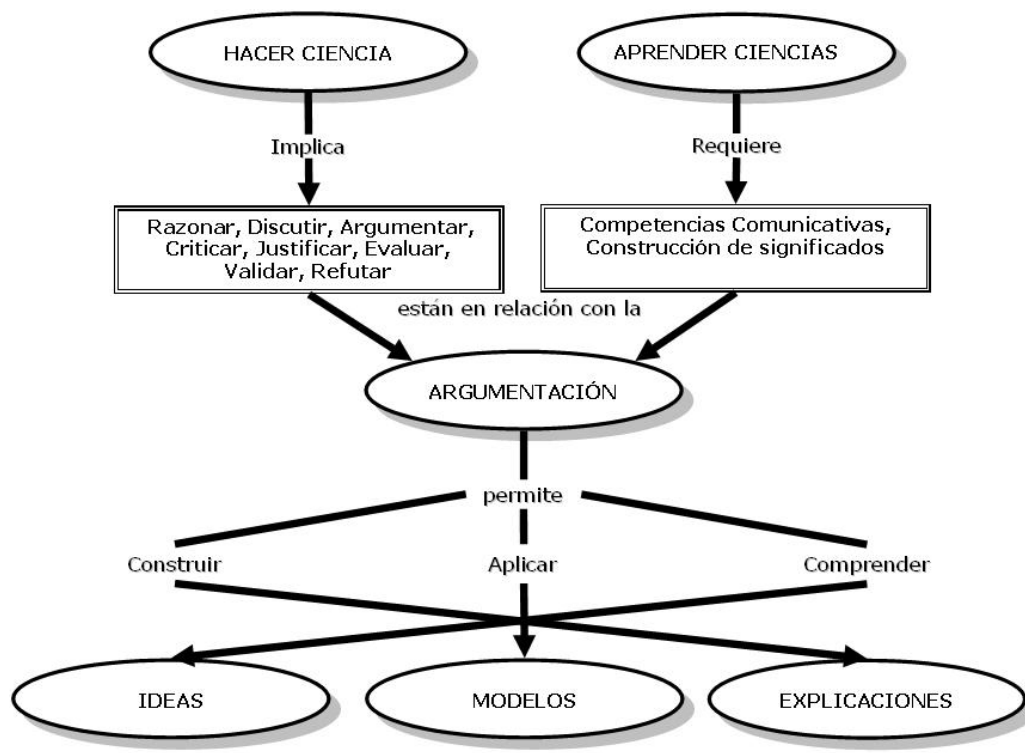 HACER CIENCIA
APRENDER CIENCIAS
Implica
Requiere
Razonar, Discutir, Argumentar,
Criticar, Justificar, Evaluar,
Validar, Refutar
Competencias Comunicativas,
Construcción de significados
están en relación con la
ARGUMENTACIÓN
permite
Construir
Aplicar
Comprender
IDEAS
MODELOS
EXPLICACIONES